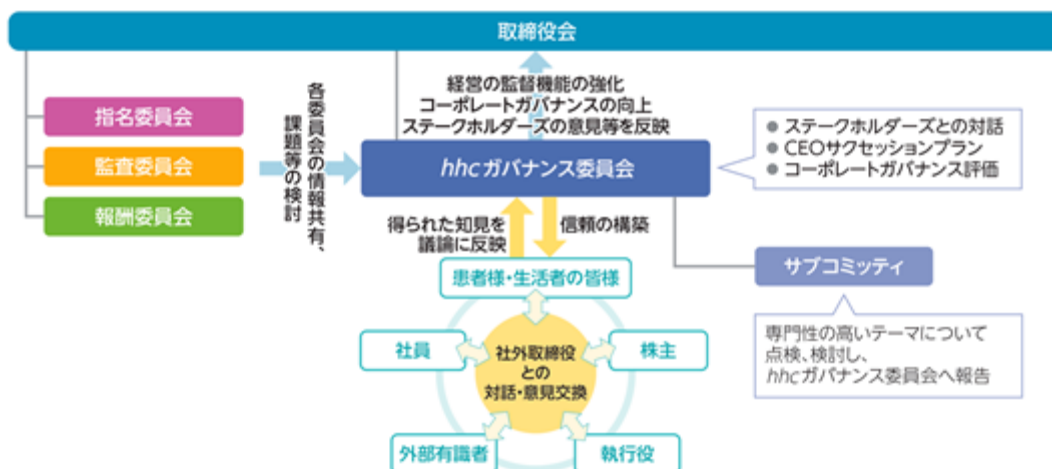 取締役会
経営の監督機能の強化
コーポレートガバナンスの向上
ステークホルダーズの意見等を反映
指名委員会
監査委員会
報酬委員会
各委員会の情報共有、
課題等の検討
hhcガバナンス委員会
● ステークホルダーズとの対話
● CEOサクセッションプラン
● コーポレートガバナンス評価
得られた知見を
議論に反映
信頼の構築
サブコミッティ
専門性の高いテーマについて
点検、検討し、
hhcガバナンス委員会へ報告
患者様・生活者の皆様
社員
株主
社外取締役
との
対話・意見交換
外部有識者
執行役